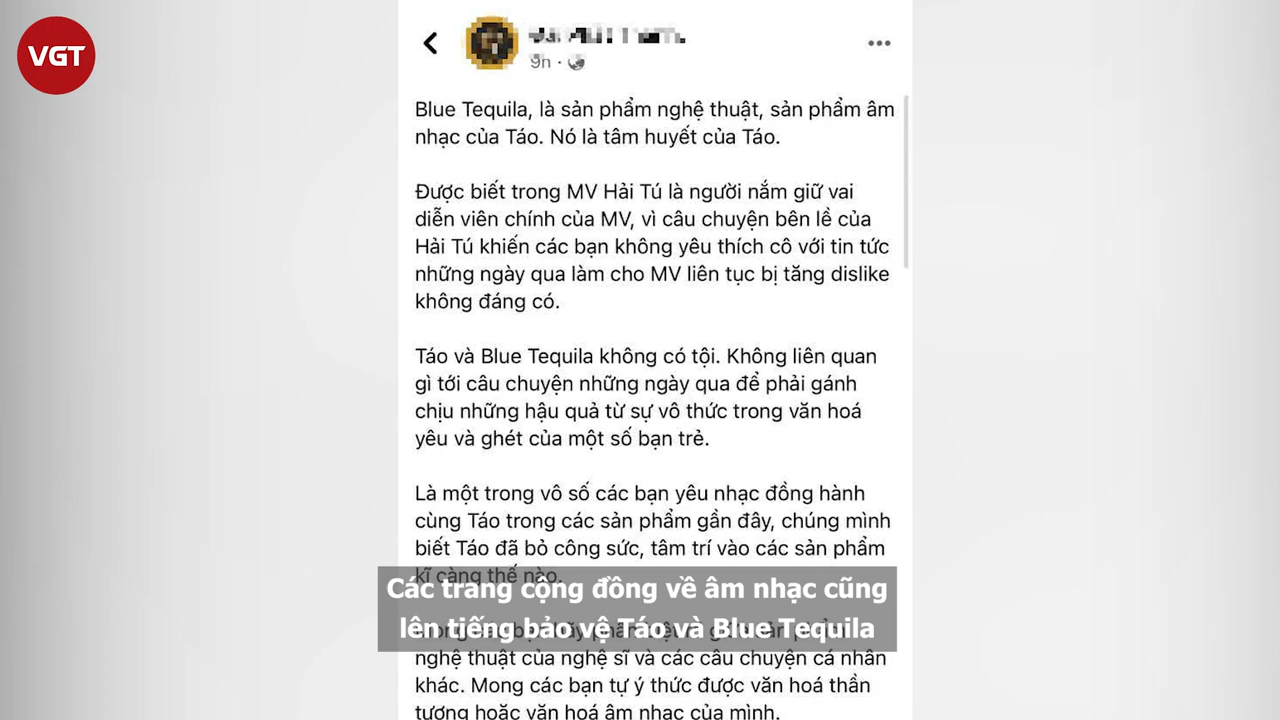 VGT
9n
Blue Tequila, là sản phẩm nghệ thuật, sản phẩm âm
nhạc của Táo. Nó là tâm huyết của Táo.
Được biết trong MV Hải Tú là người nắm giữ vai
diễn viên chính của MV, vì câu chuyện bên lề của
Hải Tú khiến các bạn không yêu thích cô với tin tức
những ngày qua làm cho MV liên tục bị tăng dislike
không đáng có.
Táo và Blue Tequila không có tội. Không liên quan
gì tới câu chuyện những ngày qua để phải gánh
chịu những hậu quả từ sự vô thức trong văn hoá
yêu và ghét của một số bạn trẻ.
Là một trong vô số các bạn yêu nhạc đồng hành
cùng Táo trong các sản phẩm gần đây, chúng mình
biết Táo đã bỏ công sức, tâm trí vào các sản phẩm
kĩ càng thế nào.
Các trang cộng đồng về âm nhạc cũng
lên tiếng bảo vệ Táo và Blue Tequila
nghệ thuật của nghệ sĩ và các câu chuyện cá nhân
khác. Mong các bạn tự ý thức được văn hoá thần
tượng hoặc văn hoá âm nhạc của mình.